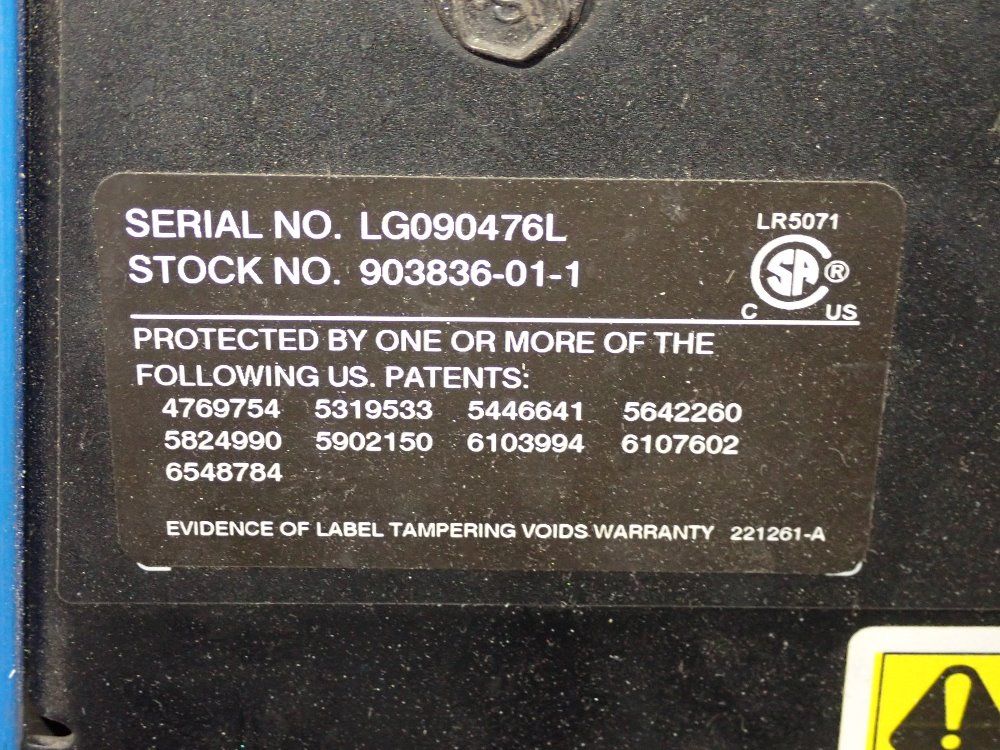 SERIAL NO. LG090476L
STOCK NO. 903836-01-1
LR5071
CSA ®
C US
PROTECTED BY ONE OR MORE OF THE
FOLLOWING US. PATENTS:
4769754 5319533 5446641 5642260
5824990 5902150 6103994 6107602
6548784
EVIDENCE OF LABEL TAMPERING VOIDS WARRANTY 221261-A